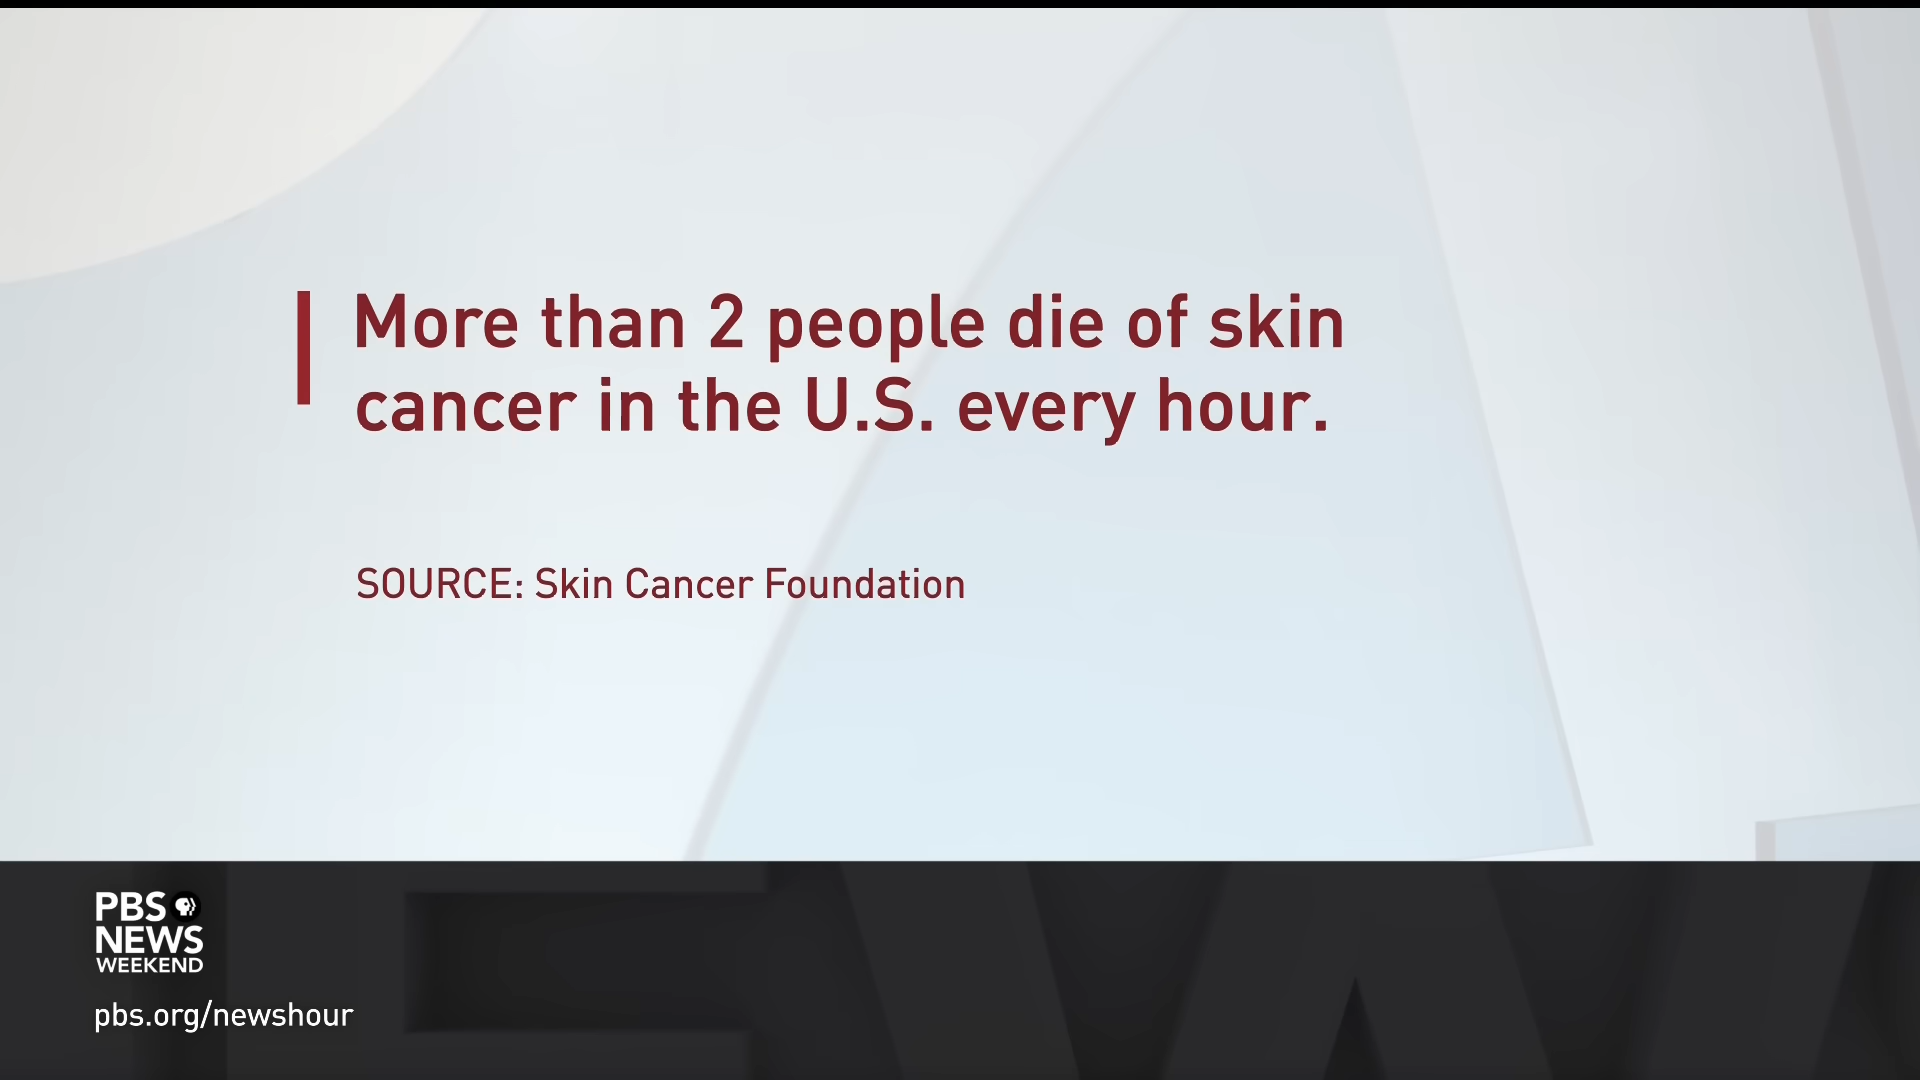 More than 2 people die of skin
cancer in the U.S. every hour.
SOURCE: Skin Cancer Foundation
PBS
NEWS
WEEKEND
pbs.org/newshour